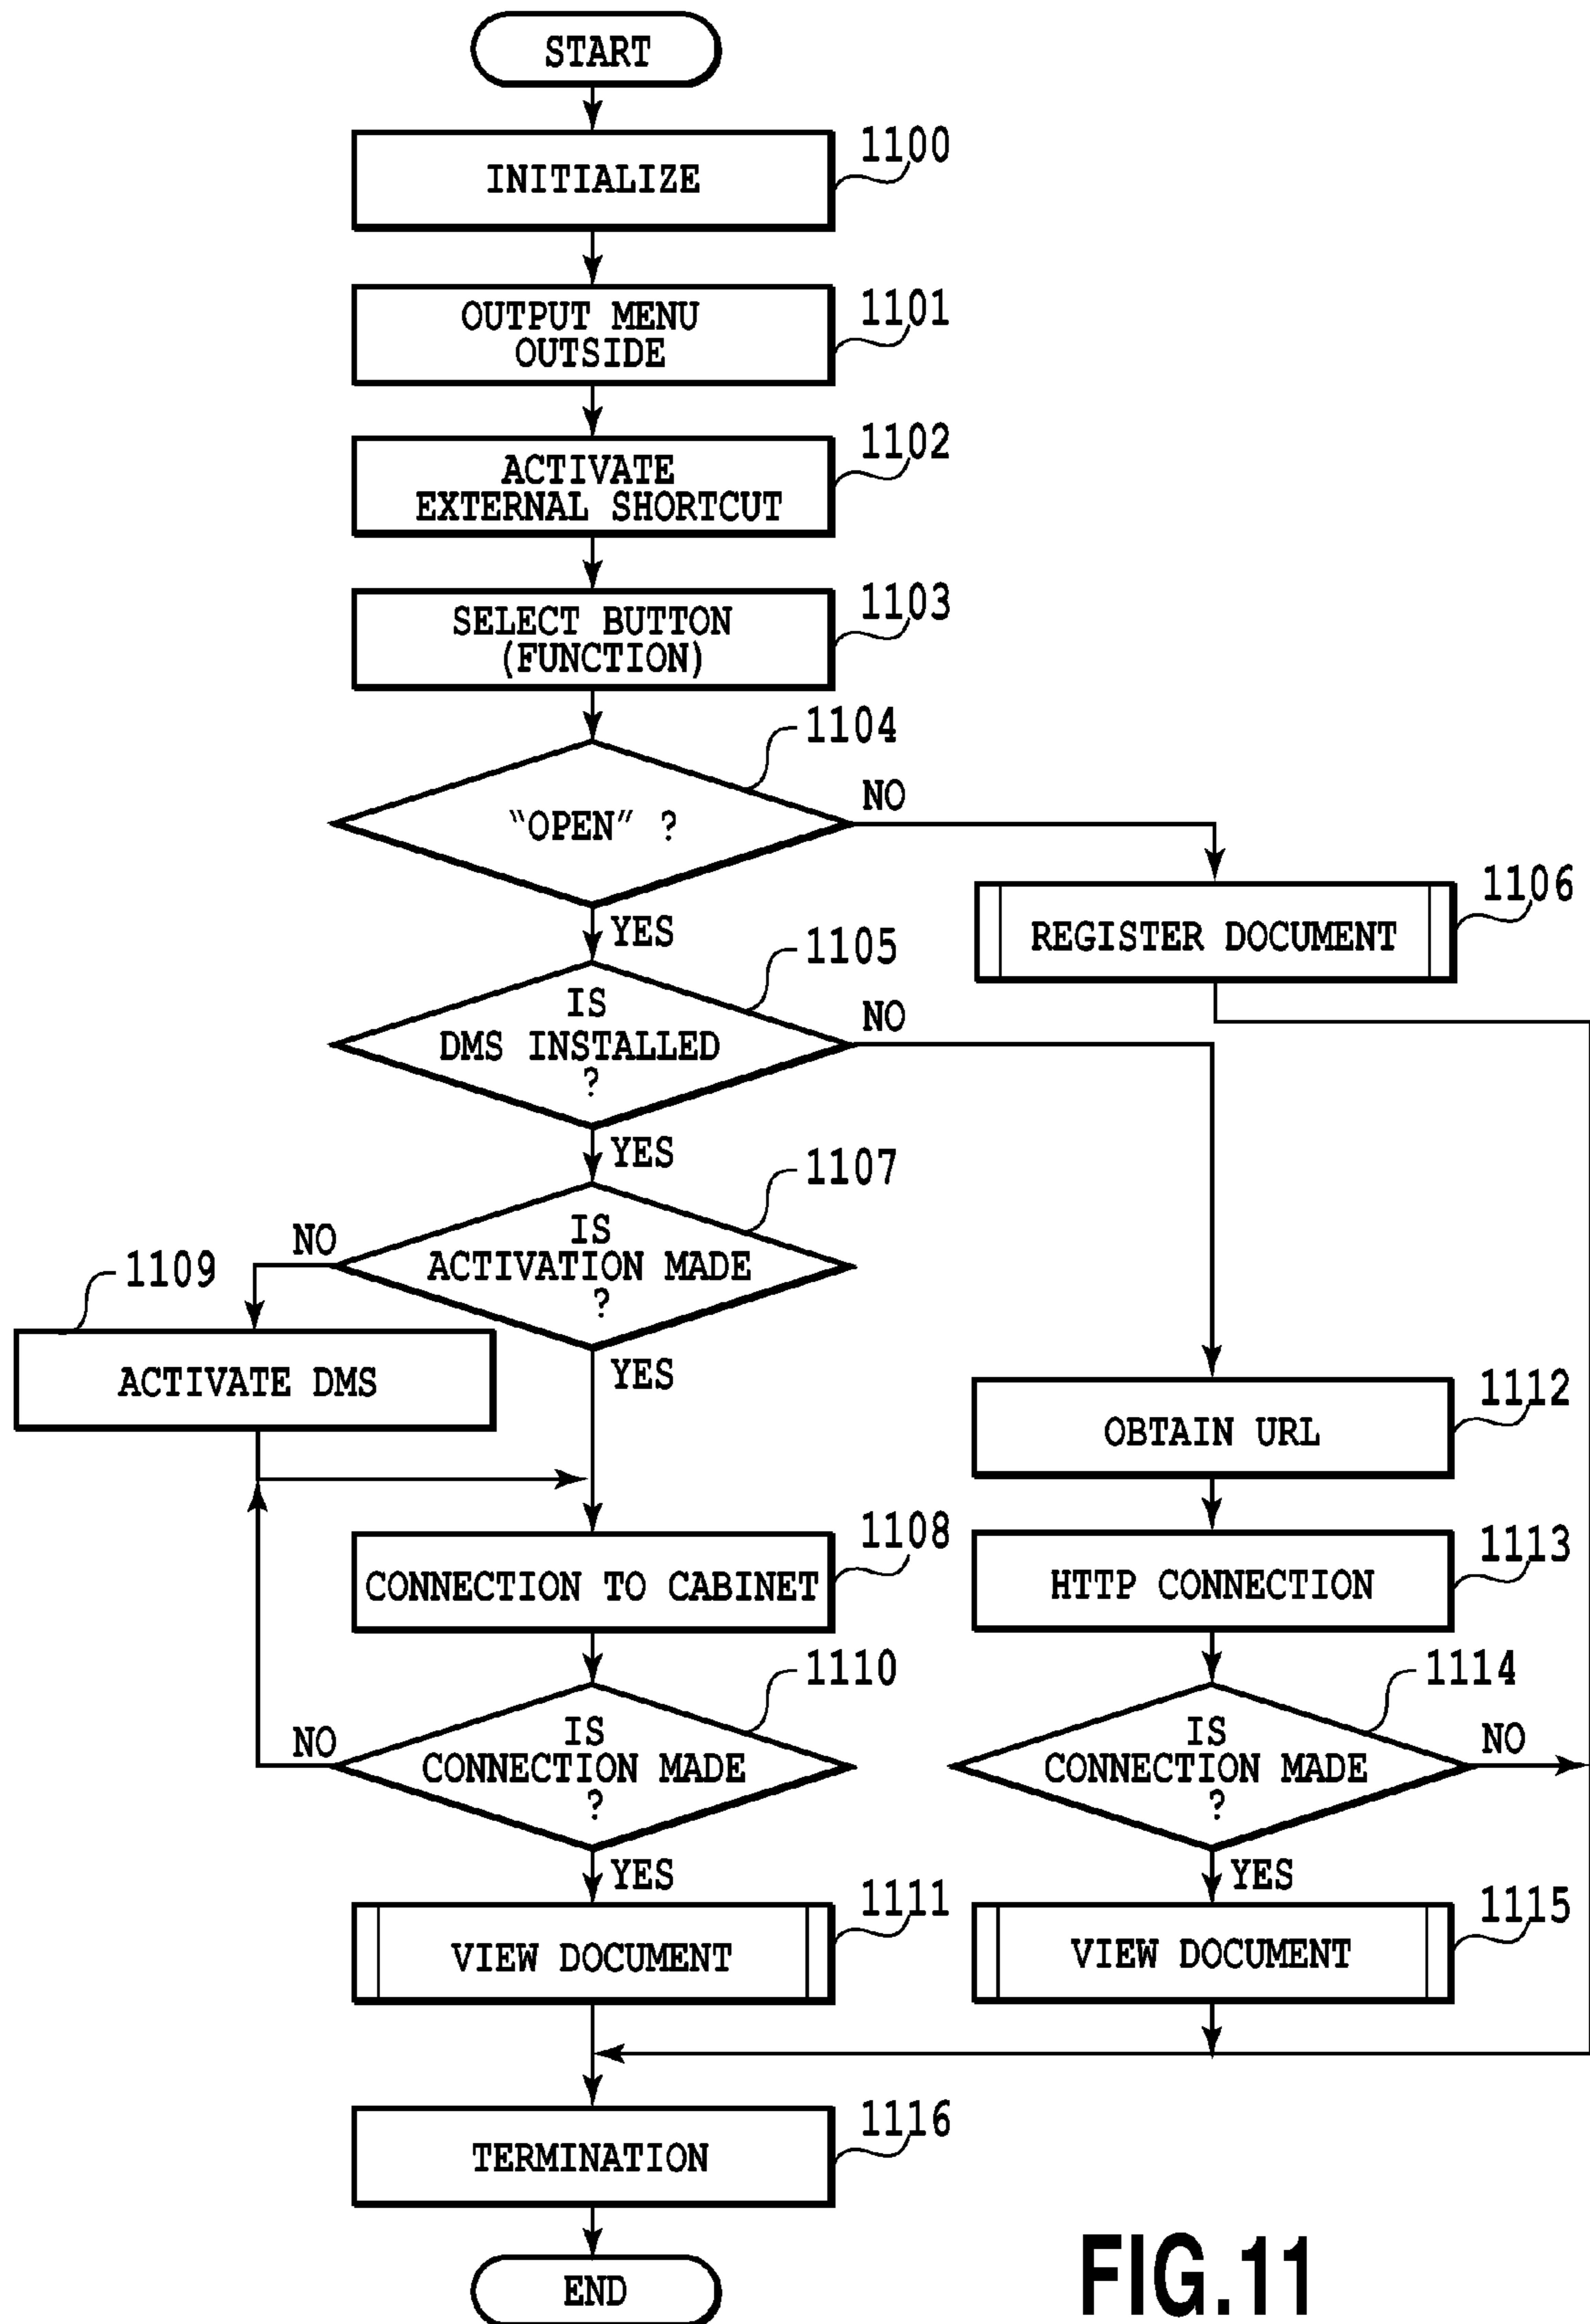 START
INITIALIZE
1100
OUTPUT MENU
OUTSIDE
1101
ACTIVATE
EXTERNAL SHORTCUT
1102
SELECT BUTTON
(FUNCTION)
1103
1104
"OPEN" ?
NO
YES
1106
REGISTER DOCUMENT
1105
IS
DMS INSTALLED
?
NO
YES
1107
IS
ACTIVATION MADE
?
NO
YES
1109
ACTIVATE DMS
1112
OBTAIN URL
1108
CONNECTION TO CABINET
1113
HTTP CONNECTION
1110
IS
CONNECTION MADE
?
NO
YES
1114
IS
CONNECTION MADE
?
NO
YES
1111
VIEW DOCUMENT
1115
VIEW DOCUMENT
1116
TERMINATION
END
FIG.11